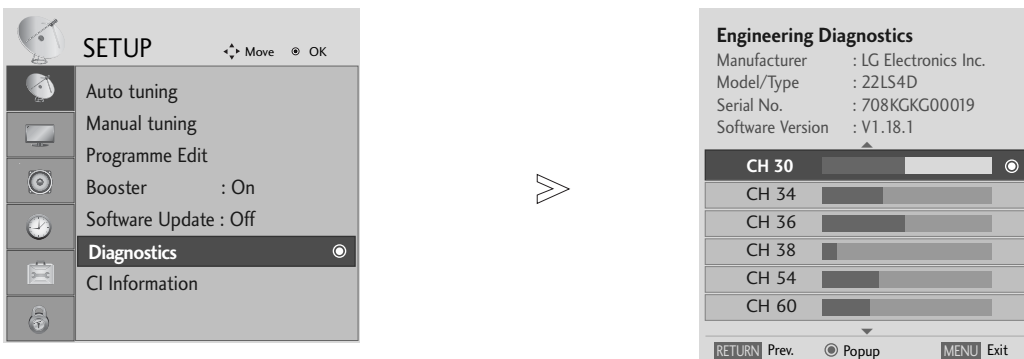 SETUP
Move OK
Auto tuning
Manual tuning
Programme Edit
Booster : On
Software Update : Off
Diagnostics
CI Information
Engineering Diagnostics
Manufacturer : LG Electronics Inc.
Model/Type : 22LS4D
Serial No. : 708KGKG00019
Software Version : V1.18.1
CH 30
CH 34
CH 36
CH 38
CH 54
CH 60
RETURN Prev. Popup MENU Exit